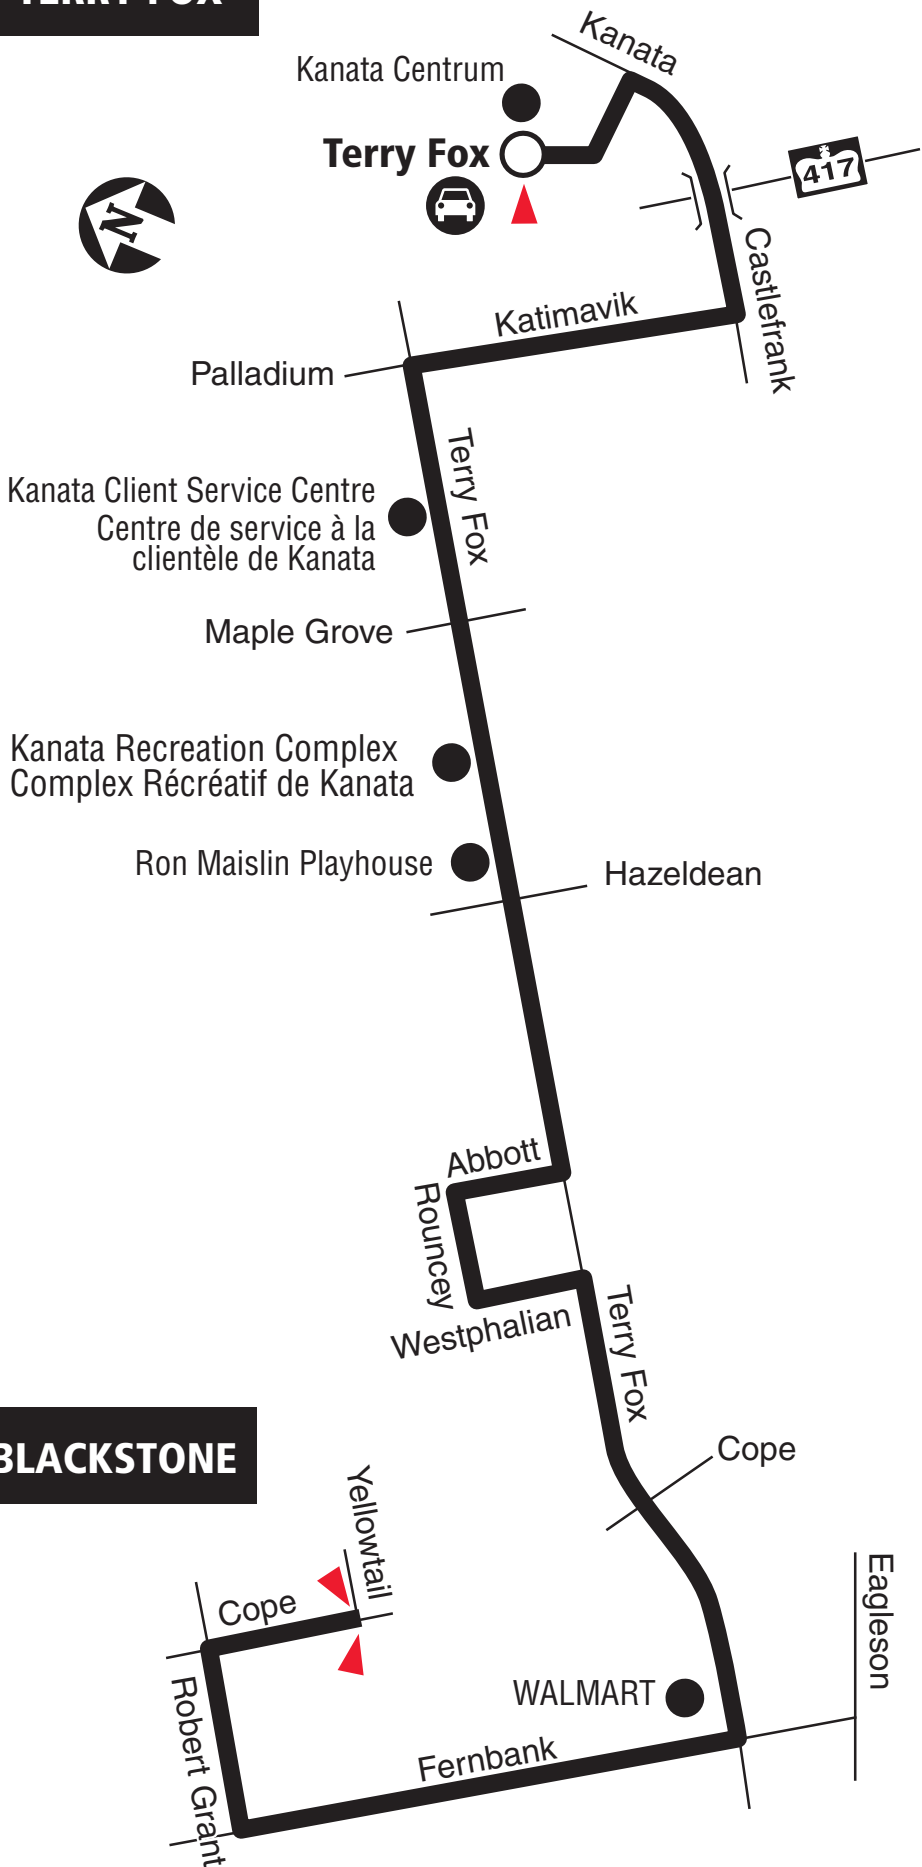 TERRY FOX
Kanata
Kanata Centrum
Terry Fox
417
N
Castlefrank
Katimavik
Palladium
Terry Fox
Kanata Client Service Centre
Centre de service à la
clientèle de Kanata
Maple Grove
Kanata Recreation Complex
Complex Récréatif de Kanata
Ron Maislin Playhouse
Hazeldean
Abbott
Rouncey
Westphalian
Terry Fox
BLACKSTONE
Cope
Yellowtail
Eagleson
Cope
WALMART
Robert Grant
Fernbank